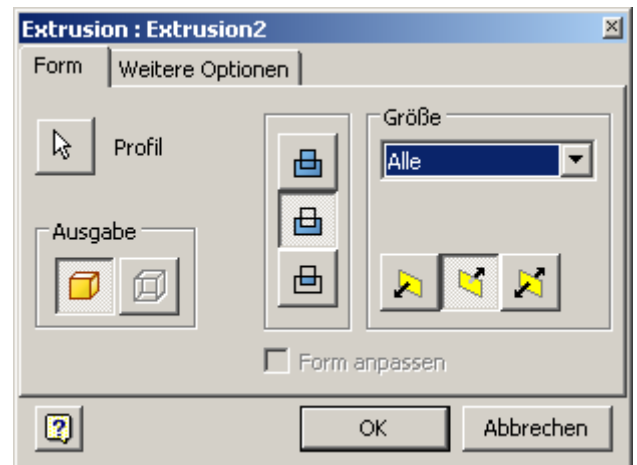 Extrusion : Extrusion2
Form
Weitere Optionen
Profil
Ausgabe
Größe
Alle
Form anpassen
OK
Abbrechen